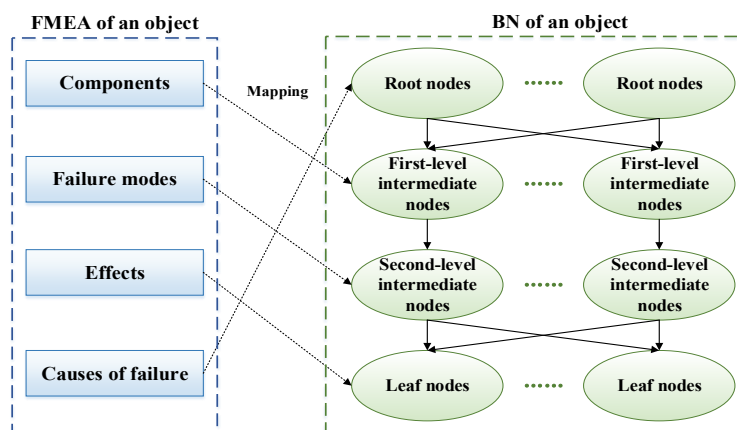 FMEA of an object
BN of an object
Components
Mapping
Root nodes
......
Root nodes
Failure modes
First-level
intermediate
nodes
......
First-level
intermediate
nodes
Effects
Second-level
intermediate
nodes
......
Second-level
intermediate
nodes
Causes of failure
Leaf nodes
......
Leaf nodes